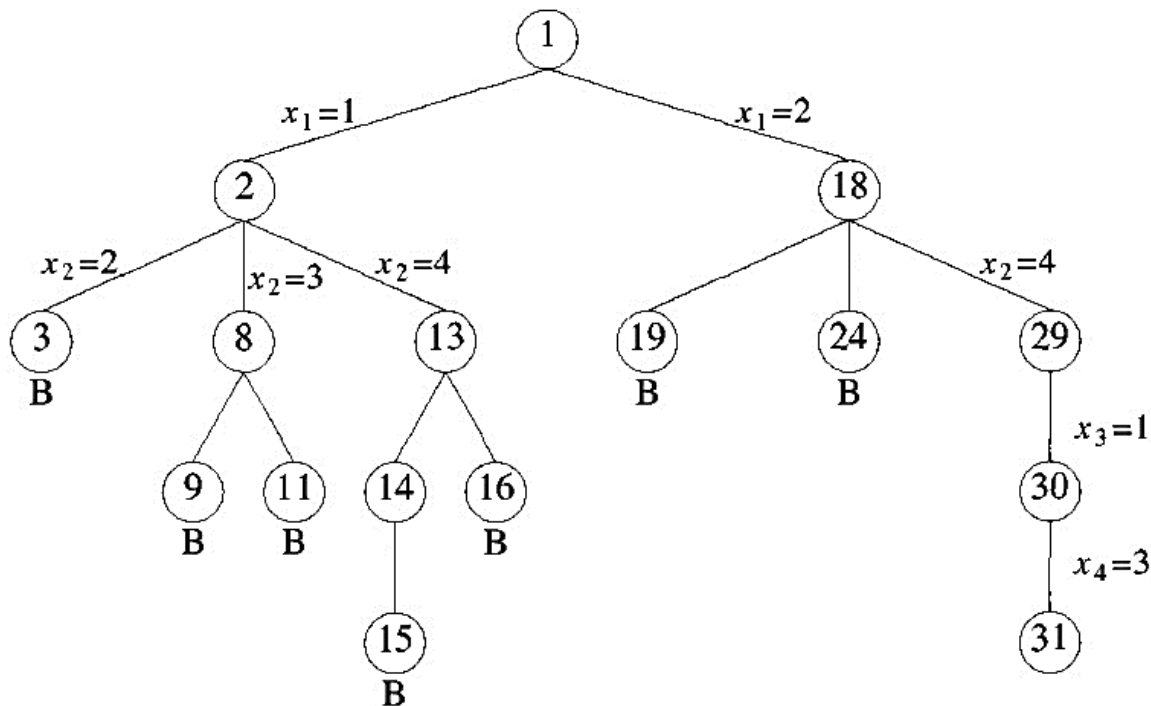 1
x₁=1
x₁=2
2
18
x₂=2
x₂=3
x₂=4
x₂=4
3
8
13
19
24
29
B
B
B
x₃=1
9
11
14
16
30
B
B
B
x₄=3
15
31
B